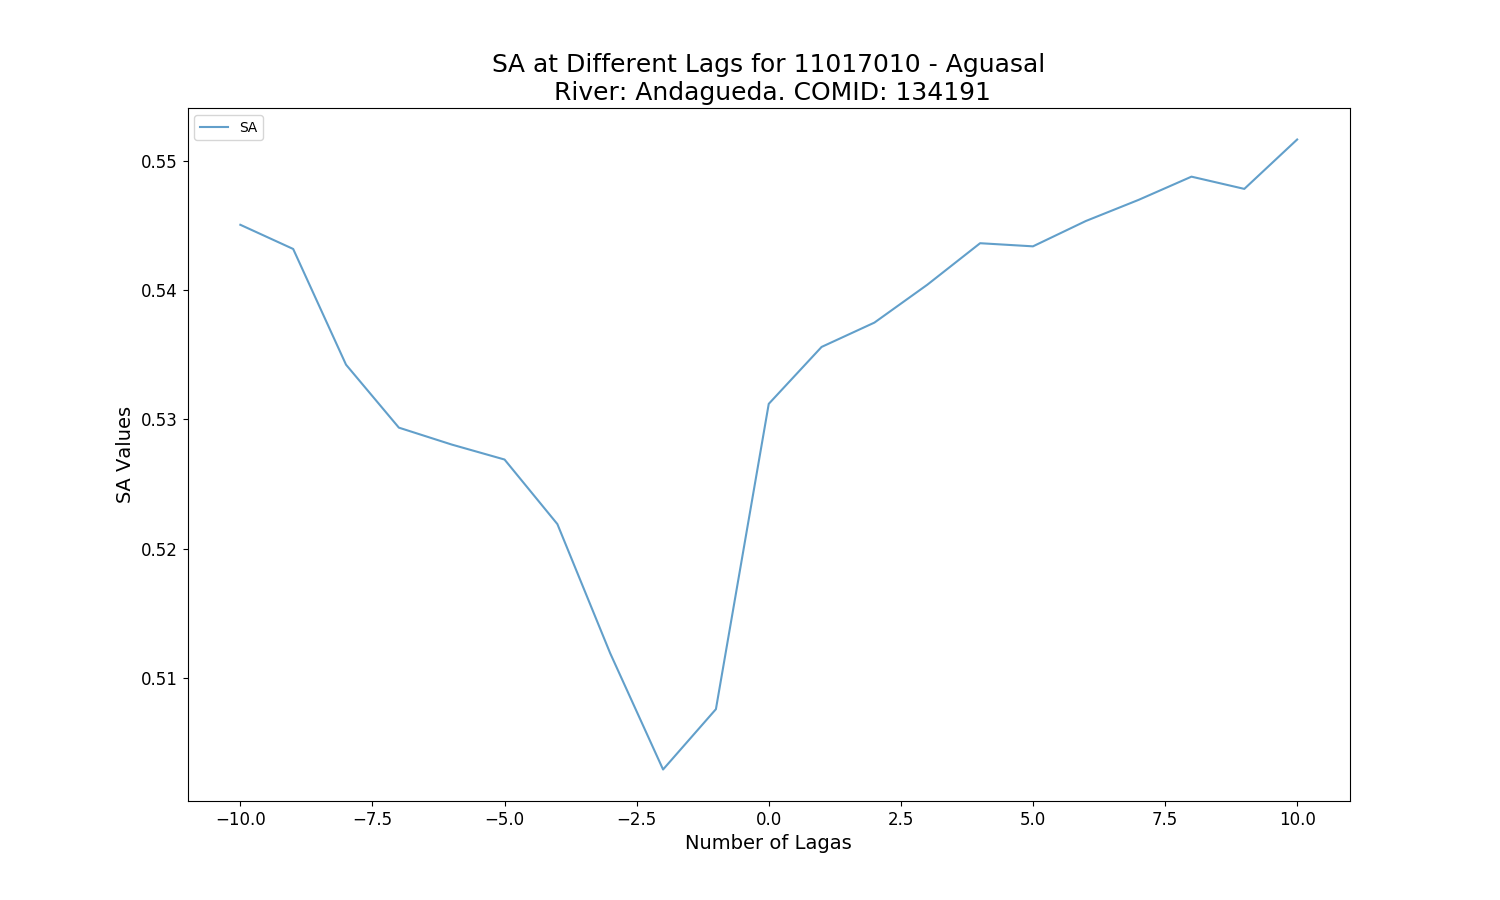 SA at Different Lags for 11017010 - Aguasal
River: Andagueda. COMID: 134191
SA
0.55
0.54
0.53
0.52
0.51
SA Values
−10.0
−7.5
−5.0
−2.5
0.0
2.5
5.0
7.5
10.0
Number of Lagas